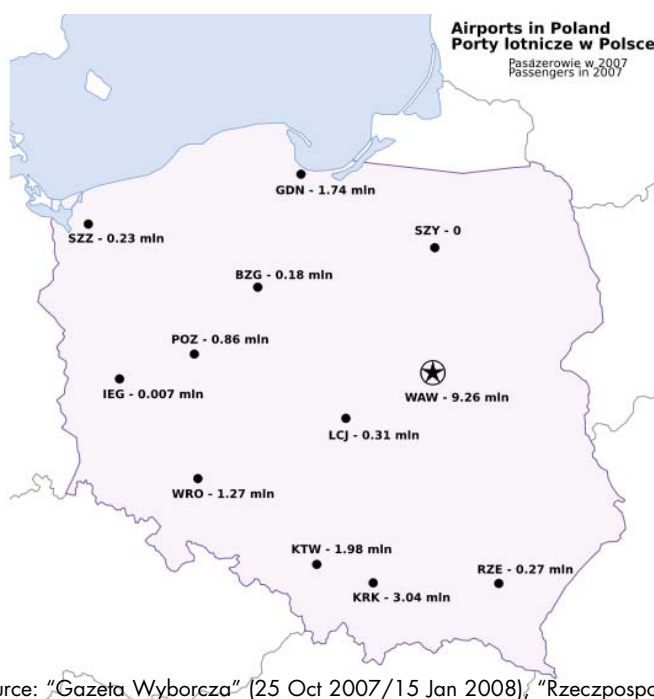 Airports in Poland
Porty lotnicze w Polsce
Pasażerowie w 2007
Passengers in 2007
GDN - 1.74 mln
SZZ - 0.23 mln
SZY - 0
BZG - 0.18 mln
POZ - 0.86 mln
IEG - 0.007 mln
WAW - 9.26 mln
LCJ - 0.31 mln
WRO - 1.27 mln
KTW - 1.98 mln
RZE - 0.27 mln
KRK - 3.04 mln
urce: "Gazeta Wyborcza" (25 Oct 2007/15 Jan 2008), "Rzeczpospo